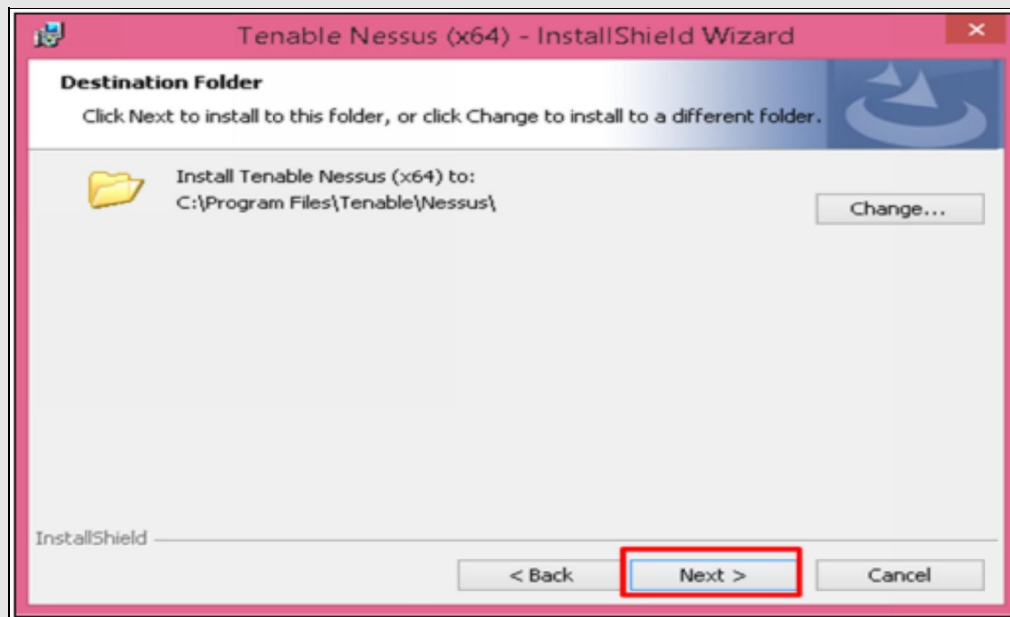 Tenable Nessus (x64) - InstallShield Wizard
Destination Folder
Click Next to install to this folder, or click Change to install to a different folder.
Install Tenable Nessus (x64) to:
C:\Program Files\Tenable\Nessus\
Change...
InstallShield
< Back
Next >
Cancel